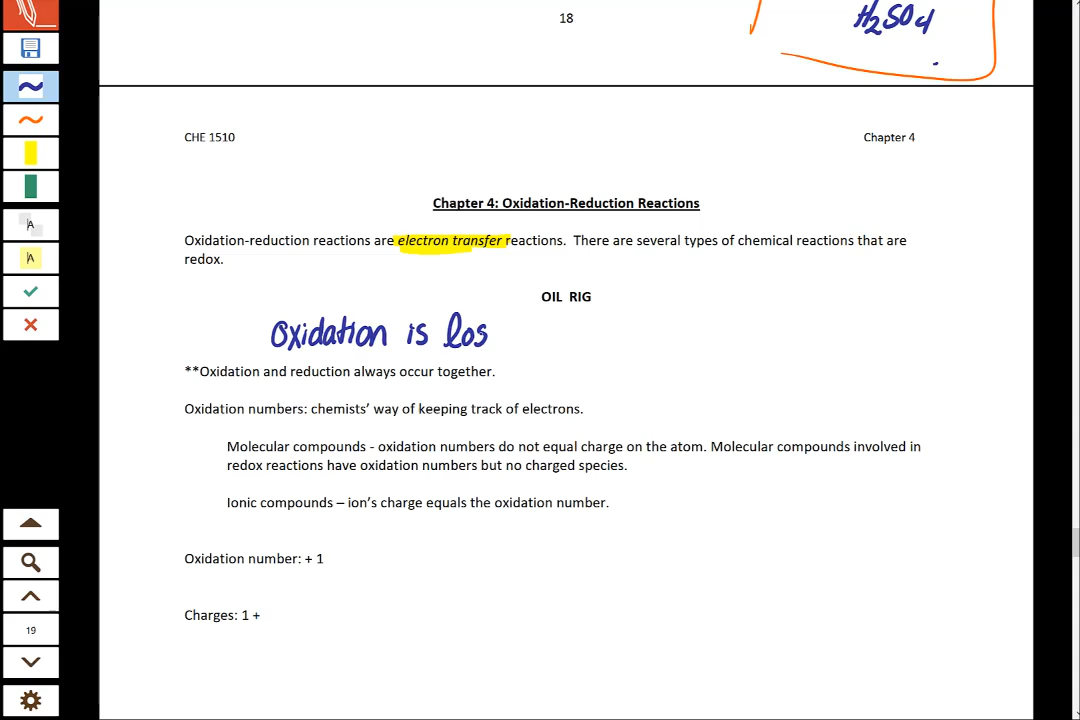 18
H2SO4
CHE 1510
Chapter 4
Chapter 4: Oxidation-Reduction Reactions
Oxidation-reduction reactions are electron transfer reactions. There are several types of chemical reactions that are
redox.
OIL RIG
Oxidation is los
**Oxidation and reduction always occur together.
Oxidation numbers: chemists’ way of keeping track of electrons.
Molecular compounds - oxidation numbers do not equal charge on the atom. Molecular compounds involved in
redox reactions have oxidation numbers but no charged species.
Ionic compounds – ion’s charge equals the oxidation number.
Oxidation number: + 1
Charges: 1 +
A
A
19